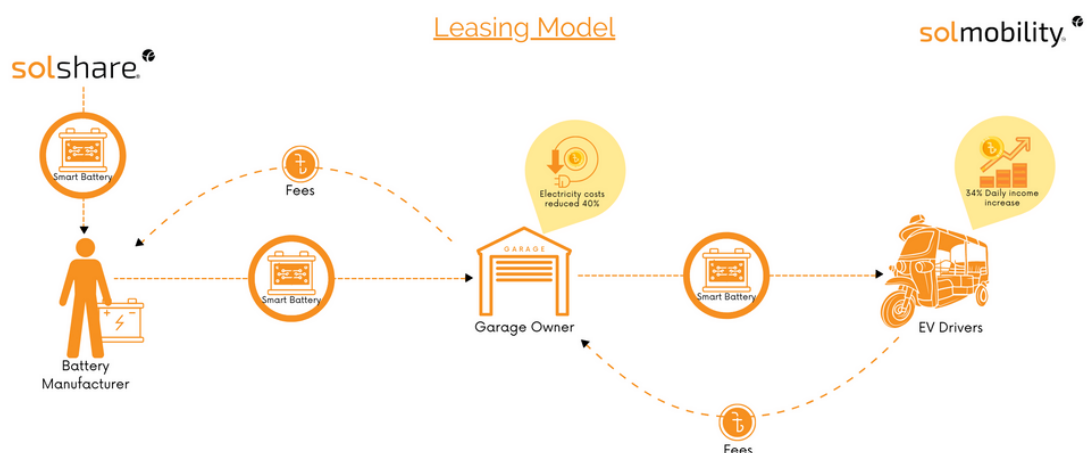 Leasing Model
solshare
solmobility
Smart Battery
৳
Fees
Electricity costs
reduced 40%
৳
34% Daily income
increase
Smart Battery
GARAGE
Smart Battery
Battery
Manufacturer
Garage Owner
EV Drivers
৳
Fees